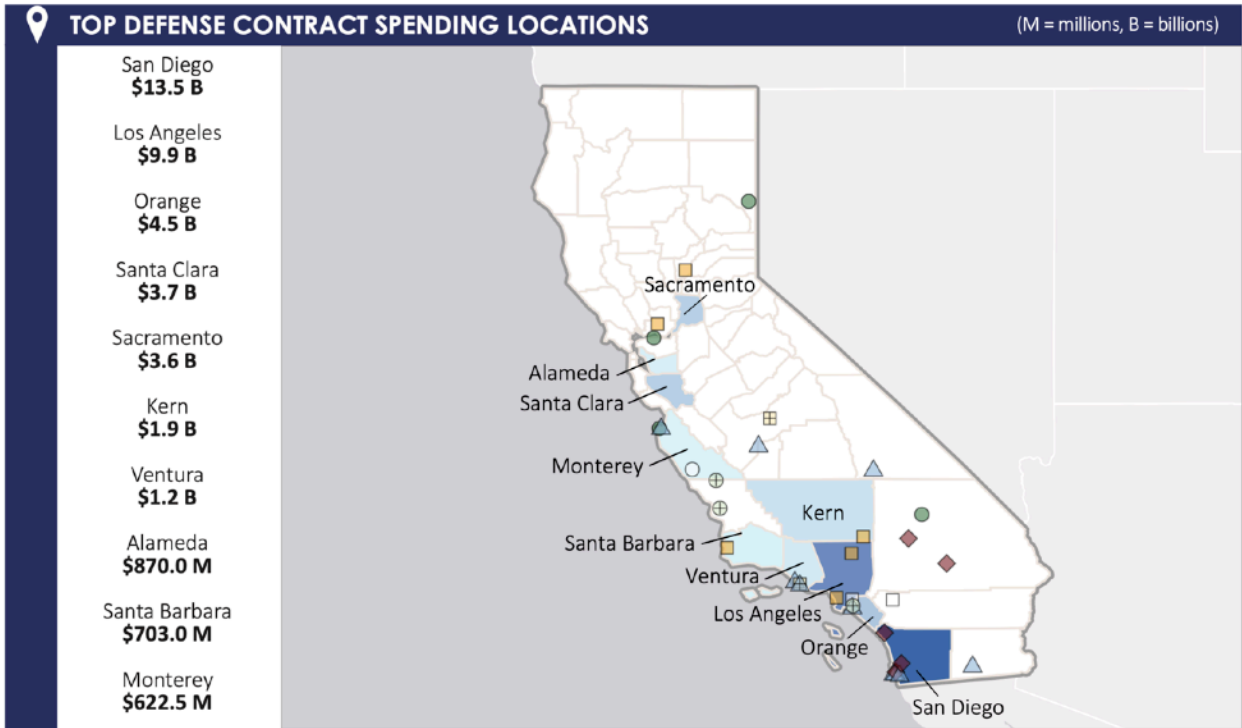 TOP DEFENSE CONTRACT SPENDING LOCATIONS
(M = millions, B = billions)
San Diego
$13.5 B
Los Angeles
$9.9 B
Orange
$4.5 B
Santa Clara
$3.7 B
Sacramento
$3.6 B
Kern
$1.9 B
Ventura
$1.2 B
Alameda
$870.0 M
Santa Barbara
$703.0 M
Monterey
$622.5 M
Sacramento
Alameda
Santa Clara
Monterey
Kern
Santa Barbara
Ventura
Los Angeles
Orange
San Diego